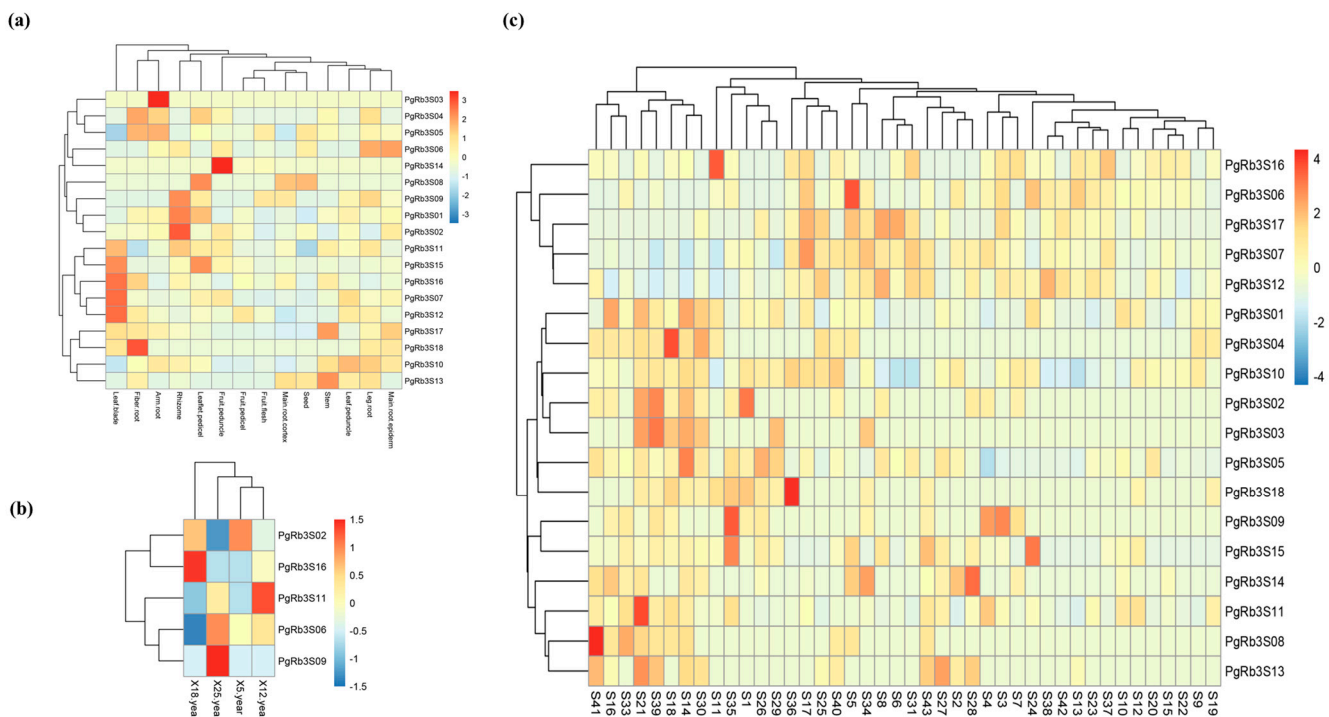 (a)
3
2
1
0
-1
-2
-3
PgRb3S03
PgRb3S04
PgRb3S05
PgRb3S06
PgRb3S14
PgRb3S08
PgRb3S09
PgRb3S01
PgRb3S02
PgRb3S11
PgRb3S15
PgRb3S16
PgRb3S07
PgRb3S12
PgRb3S17
PgRb3S18
PgRb3S10
PgRb3S13
Leaf.blade
Fiber.root
Arm.root
Rhizome
Leaflet.pedicel
Fruit.peduncle
Fruit.pedicel
Fruit.flesh
Main.root.cortex
Seed
Stem
Leaf.peduncle
Leg.root
Main.root.epiderm
(b)
1.5
1
0.5
0
-0.5
-1
-1.5
PgRb3S02
PgRb3S16
PgRb3S11
PgRb3S06
PgRb3S09
X18.yea
X25.yea
X5.year
X12.yea
(c)
4
2
0
-2
-4
PgRb3S16
PgRb3S06
PgRb3S17
PgRb3S07
PgRb3S12
PgRb3S01
PgRb3S04
PgRb3S10
PgRb3S02
PgRb3S03
PgRb3S05
PgRb3S18
PgRb3S09
PgRb3S15
PgRb3S14
PgRb3S11
PgRb3S08
PgRb3S13
S41
S16
S33
S21
S39
S18
S14
S30
S11
S35
S1
S26
S29
S36
S17
S25
S40
S5
S34
S8
S6
S31
S43
S27
S2
S28
S4
S3
S7
S24
S38
S42
S13
S23
S37
S10
S12
S20
S15
S22
S9
S19